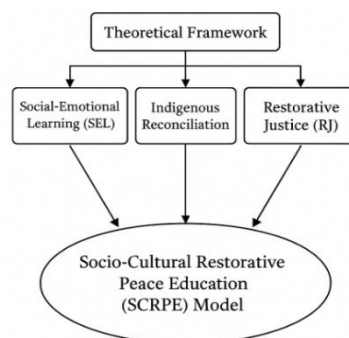 Theoretical Framework
Social-Emotional
Learning (SEL)
Indigenous
Reconciliation
Restorative
Justice (RJ)
Socio-Cultural Restorative
Peace Education
(SCRPE) Model